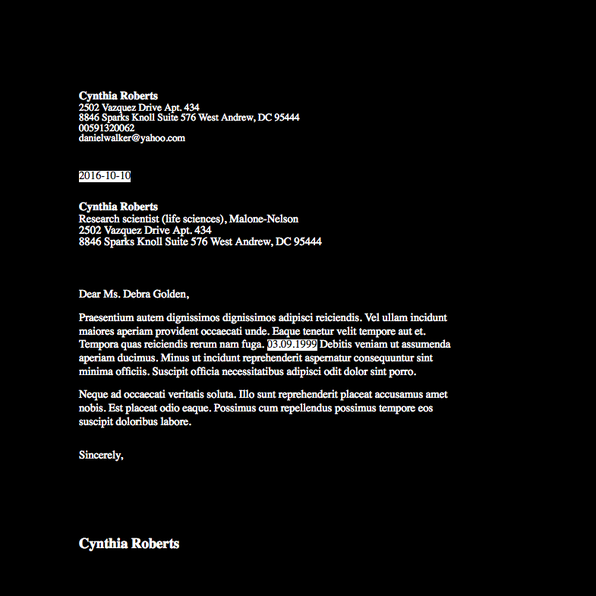 Cynthia Roberts
2502 Vazquez Drive Apt. 434
8846 Sparks Knoll Suite 576 West Andrew, DC 95444
00591320062
danielwalker@yahoo.com
2016-10-10
Cynthia Roberts
Research scientist (life sciences), Malone-Nelson
2502 Vazquez Drive Apt. 434
8846 Sparks Knoll Suite 576 West Andrew, DC 95444
Dear Ms. Debra Golden,
Praesentium autem dignissimos dignissimos adipisci reiciendis. Vel ullam incidunt
maiores aperiam provident occaecati unde. Eaque tenetur velit tempore aut et.
Tempora quas reiciendis rerum nam fuga. 03.09.1999 Debitis veniam ut assumenda
aperiam ducimus. Minus ut incidunt reprehenderit aspernatur consequuntur sint
minima officiis. Suscipit officia necessitatibus adipisci odit dolor sint porro.
Neque ad occaecati veritatis soluta. Illo sunt reprehenderit placeat accusamus amet
nobis. Est placeat odio eaque. Possimus cum repellendus possimus tempore eos
suscipit doloribus labore.
Sincerely,
Cynthia Roberts